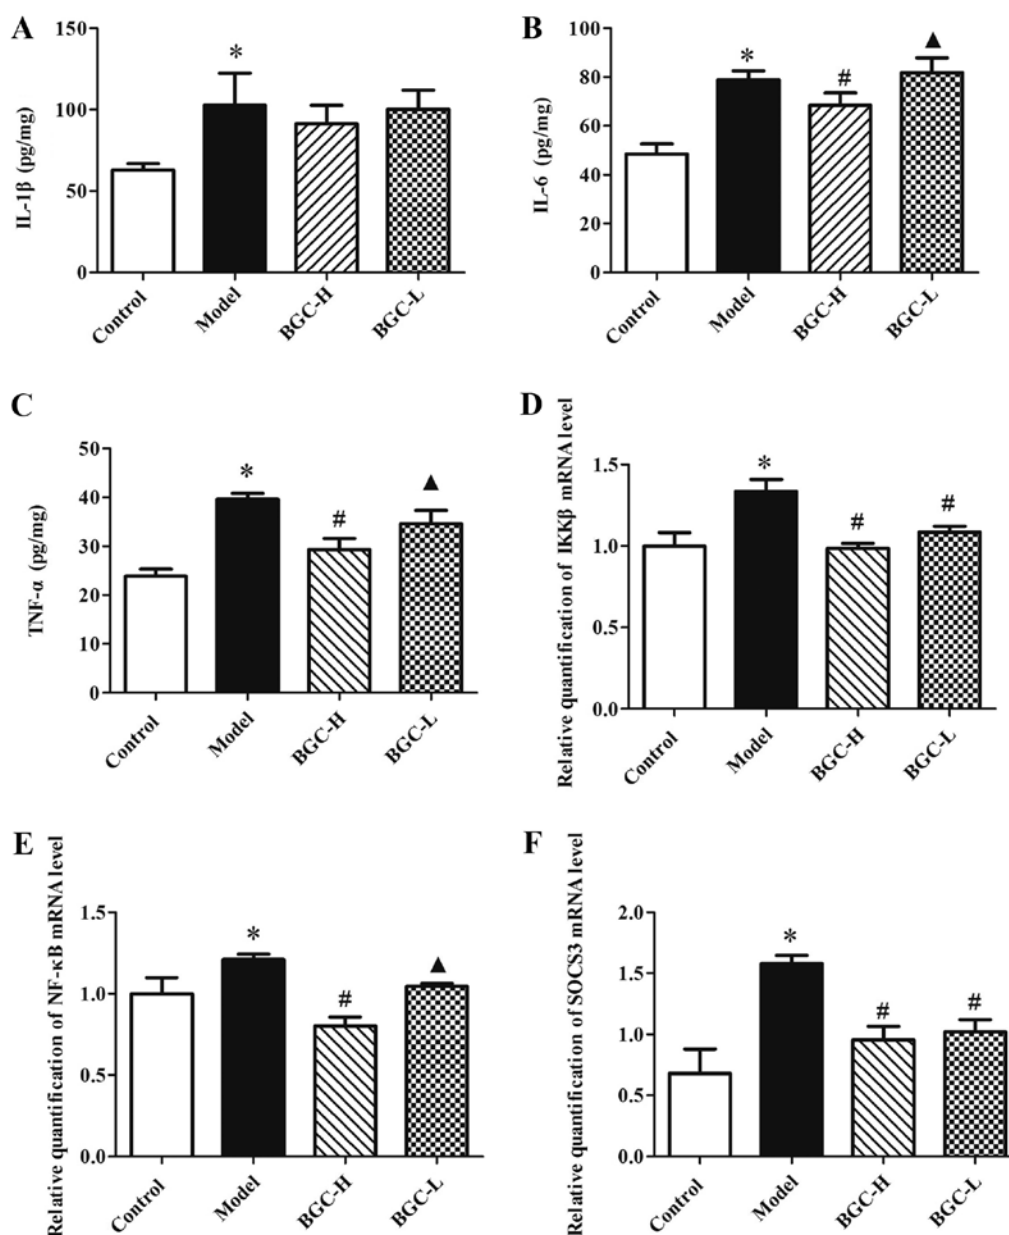 A
IL-1β (pg/mg)
150
100
50
0
*
Control
Model
BGC-H
BGC-L
B
IL-6 (pg/mg)
100
80
60
40
20
0
*
#
▲
Control
Model
BGC-H
BGC-L
C
TNF-α (pg/mg)
50
40
30
20
10
0
*
#
▲
Control
Model
BGC-H
BGC-L
D
Relative quantification of IKKβ mRNA level
1.5
1.0
0.5
0.0
*
#
#
Control
Model
BGC-H
BGC-L
E
Relative quantification of NF-κB mRNA level
1.5
1.0
0.5
0.0
*
#
▲
Control
Model
BGC-H
BGC-L
F
Relative quantification of SOCS3 mRNA level
2.0
1.5
1.0
0.5
0.0
*
#
#
Control
Model
BGC-H
BGC-L